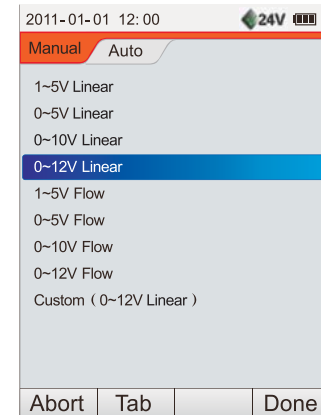 2011-01-01 12:00 24V
Manual Auto
1~5V Linear
0~5V Linear
0~10V Linear
0~12V Linear
1~5V Flow
0~5V Flow
0~10V Flow
0~12V Flow
Custom ( 0~12V Linear )
Abort Tab Done